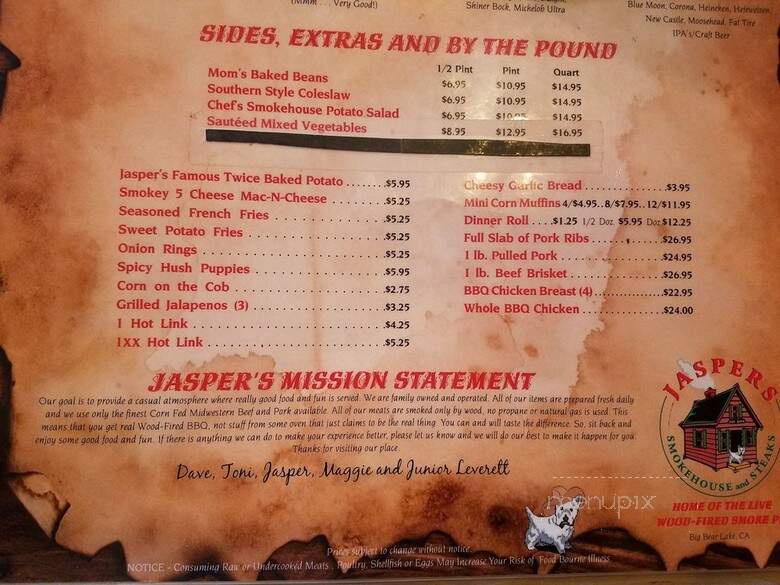 (Mmm . . . Very Good!)
Shiner Bock, Michelob Ultra
Blue Moon, Corona, Heineken, Hefeweizen,
New Castle, Moosehead, Fat Tire
IPA's/Craft Beer
SIDES, EXTRAS AND BY THE POUND
1/2 Pint Pint Quart
Mom's Baked Beans $6.95 $10.95 $14.95
Southern Style Coleslaw $6.95 $10.95 $14.95
Chef's Smokehouse Potato Salad $6.95 $10.95 $14.95
Sautéed Mixed Vegetables $8.95 $12.95 $16.95
Jasper's Famous Twice Baked Potato .......$5.95
Smokey 5 Cheese Mac-N-Cheese ........$5.25
Seasoned French Fries ........$5.25
Sweet Potato Fries ........$5.25
Onion Rings ........$5.25
Spicy Hush Puppies ........$5.95
Corn on the Cob ........$2.75
Grilled Jalapenos (3) ........$3.25
1 Hot Link ........$4.25
1XX Hot Link ........$5.25
Cheesy Garlic Bread ........$3.95
Mini Corn Muffins 4/$4.95..8/$7.95..12/$11.95
Dinner Roll ....$1.25 1/2 Doz. $5.95 Doz $12.25
Full Slab of Pork Ribs ........$26.95
1 lb. Pulled Pork ........$24.95
1 lb. Beef Brisket ........$26.95
BBQ Chicken Breast (4) ........$22.95
Whole BBQ Chicken ........$24.00
JASPER'S MISSION STATEMENT
Our goal is to provide a casual atmosphere where really good food and fun is served. We are family owned and operated. All of our items are prepared fresh daily
and we use only the finest Corn Fed Midwestern Beef and Pork available. All of our meats are smoked only by wood, no propane or natural gas is used. This
means that you get real Wood-Fired BBQ, not stuff from some oven that just claims to be the real thing. You can and will taste the difference. So, sit back and
enjoy some good food and fun. If there is anything we can do to make your experience better, please let us know and we will do our best to make it happen for you.
Thanks for visiting our place.
Dave, Toni, Jasper, Maggie and Junior Leverett
JASPERS
SMOKEHOUSE and STEAKS
HOME OF THE LIVE
WOOD-FIRED SMOKE P
Big Bear Lake, CA
menupix
Prices subject to change without notice.
NOTICE - Consuming Raw or Undercooked Meats, Poultry, Shellfish or Eggs May Increase Your Risk of Food Bourne Illness